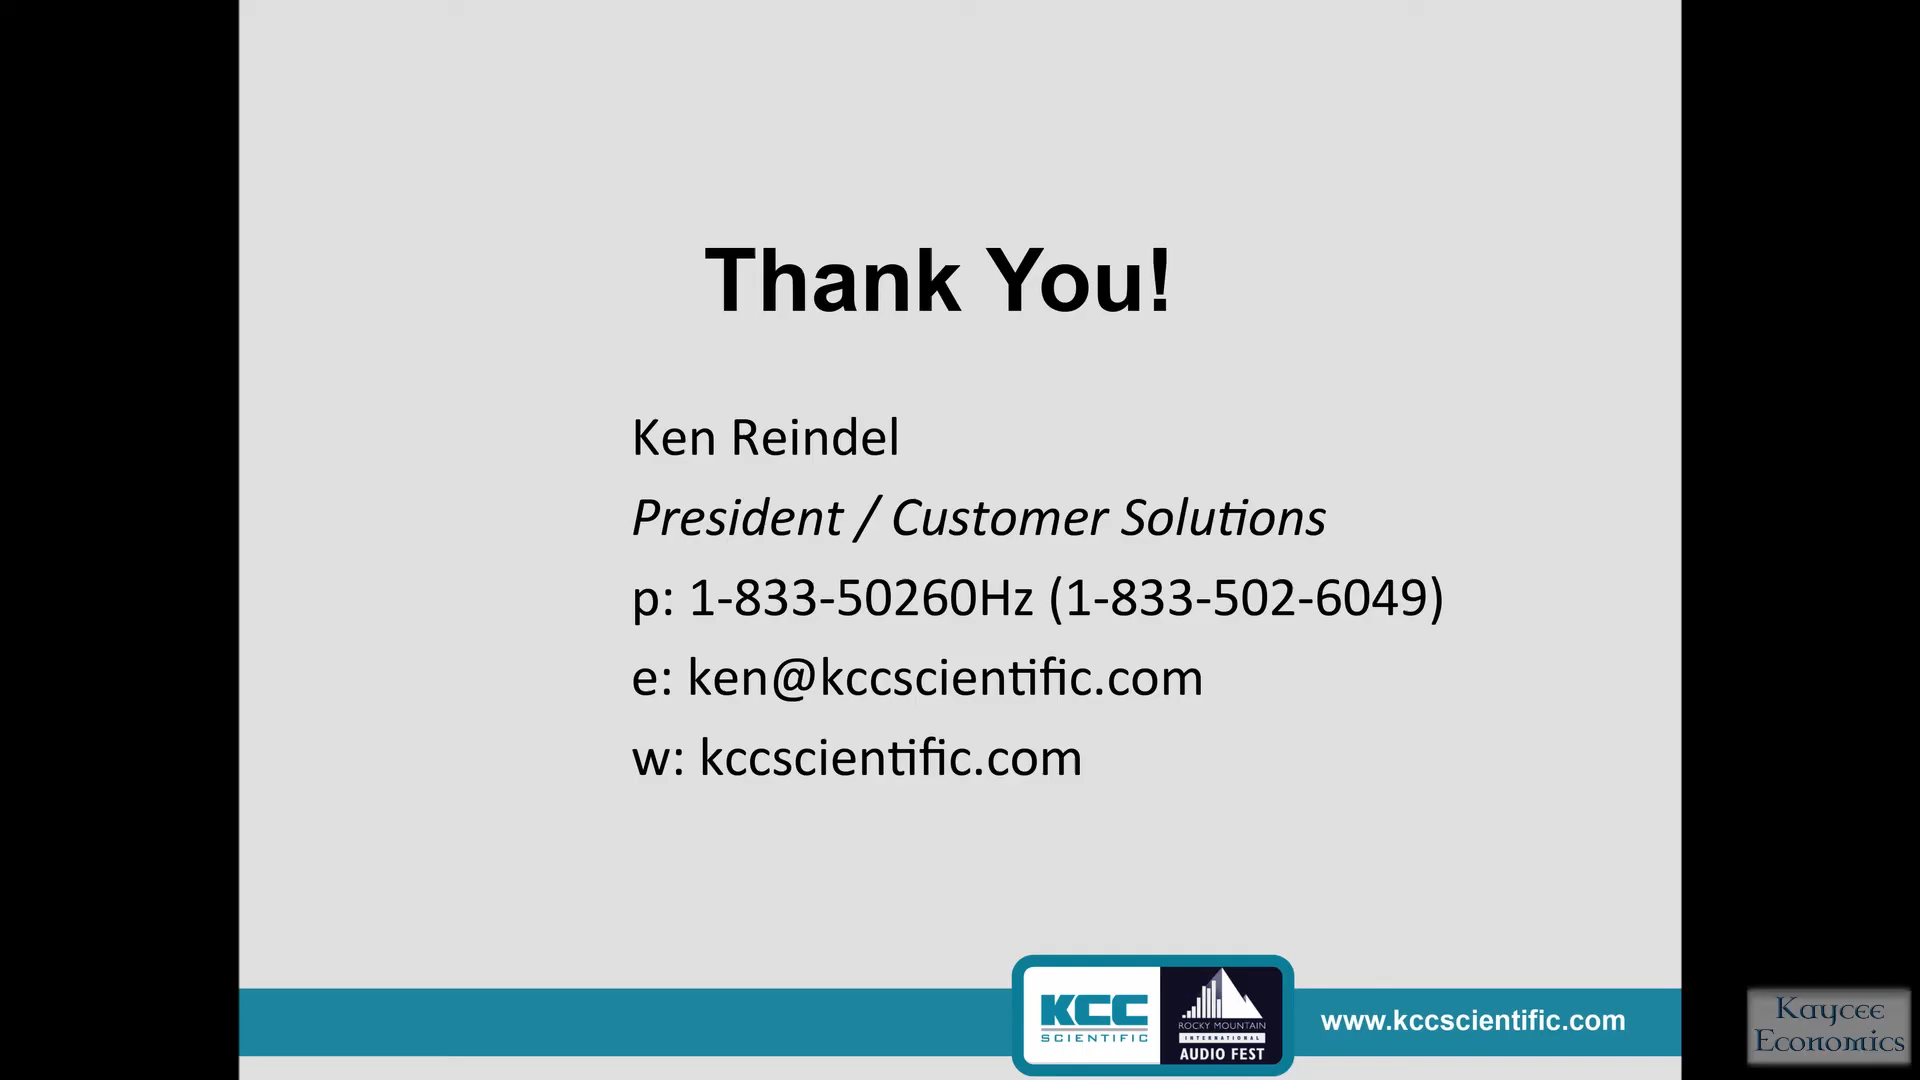 Thank You!
Ken Reindel
President / Customer Solutions
p: 1-833-50260Hz (1-833-502-6049)
e: ken@kccscientific.com
w: kccscientific.com
KCC
SCIENTIFIC
ROCKY MOUNTAIN
INTERNATIONAL
AUDIO FEST
www.kccscientific.com
Kaycee
Economics